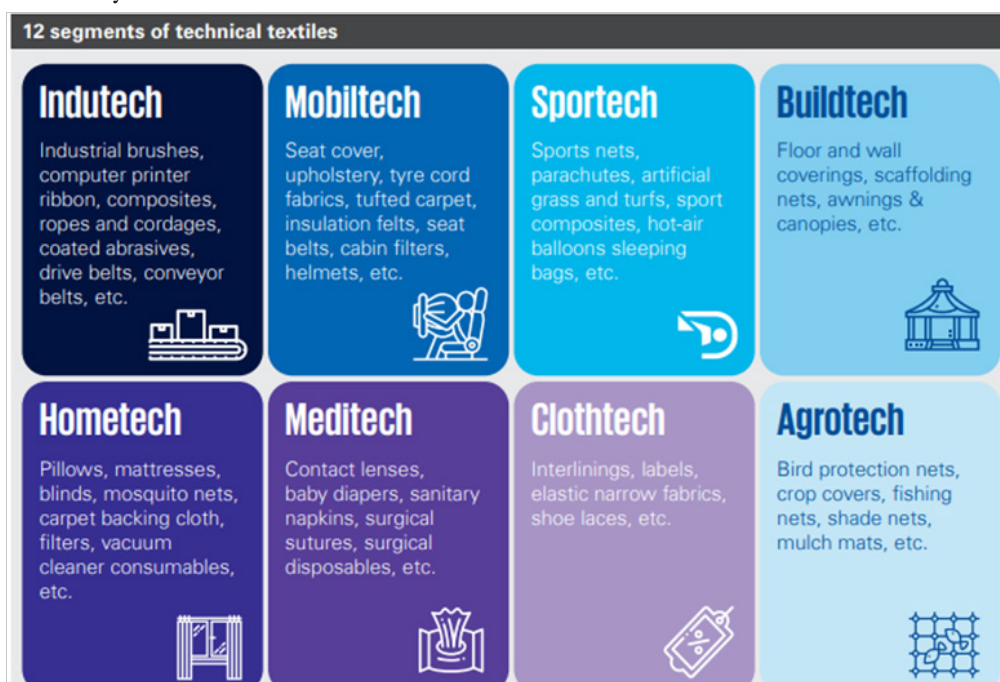 12 segments of technical textiles
Indutech
Industrial brushes,
computer printer
ribbon, composites,
ropes and cordages,
coated abrasives,
drive belts, conveyor
belts, etc.
Mobiltech
Seat cover,
upholstery, tyre cord
fabrics, tufted carpet,
insulation felts, seat
belts, cabin filters,
helmets, etc.
Sportech
Sports nets,
parachutes, artificial
grass and turfs, sport
composites, hot-air
balloons sleeping
bags, etc.
Buildtech
Floor and wall
coverings, scaffolding
nets, awnings &
canopies, etc.
Hometech
Pillows, mattresses,
blinds, mosquito nets,
carpet backing cloth,
filters, vacuum
cleaner consumables,
etc.
Meditech
Contact lenses,
baby diapers, sanitary
napkins, surgical
sutures, surgical
disposables, etc.
Clothtech
Interlinings, labels,
elastic narrow fabrics,
shoe laces, etc.
Agrotech
Bird protection nets,
crop covers, fishing
nets, shade nets,
mulch mats, etc.